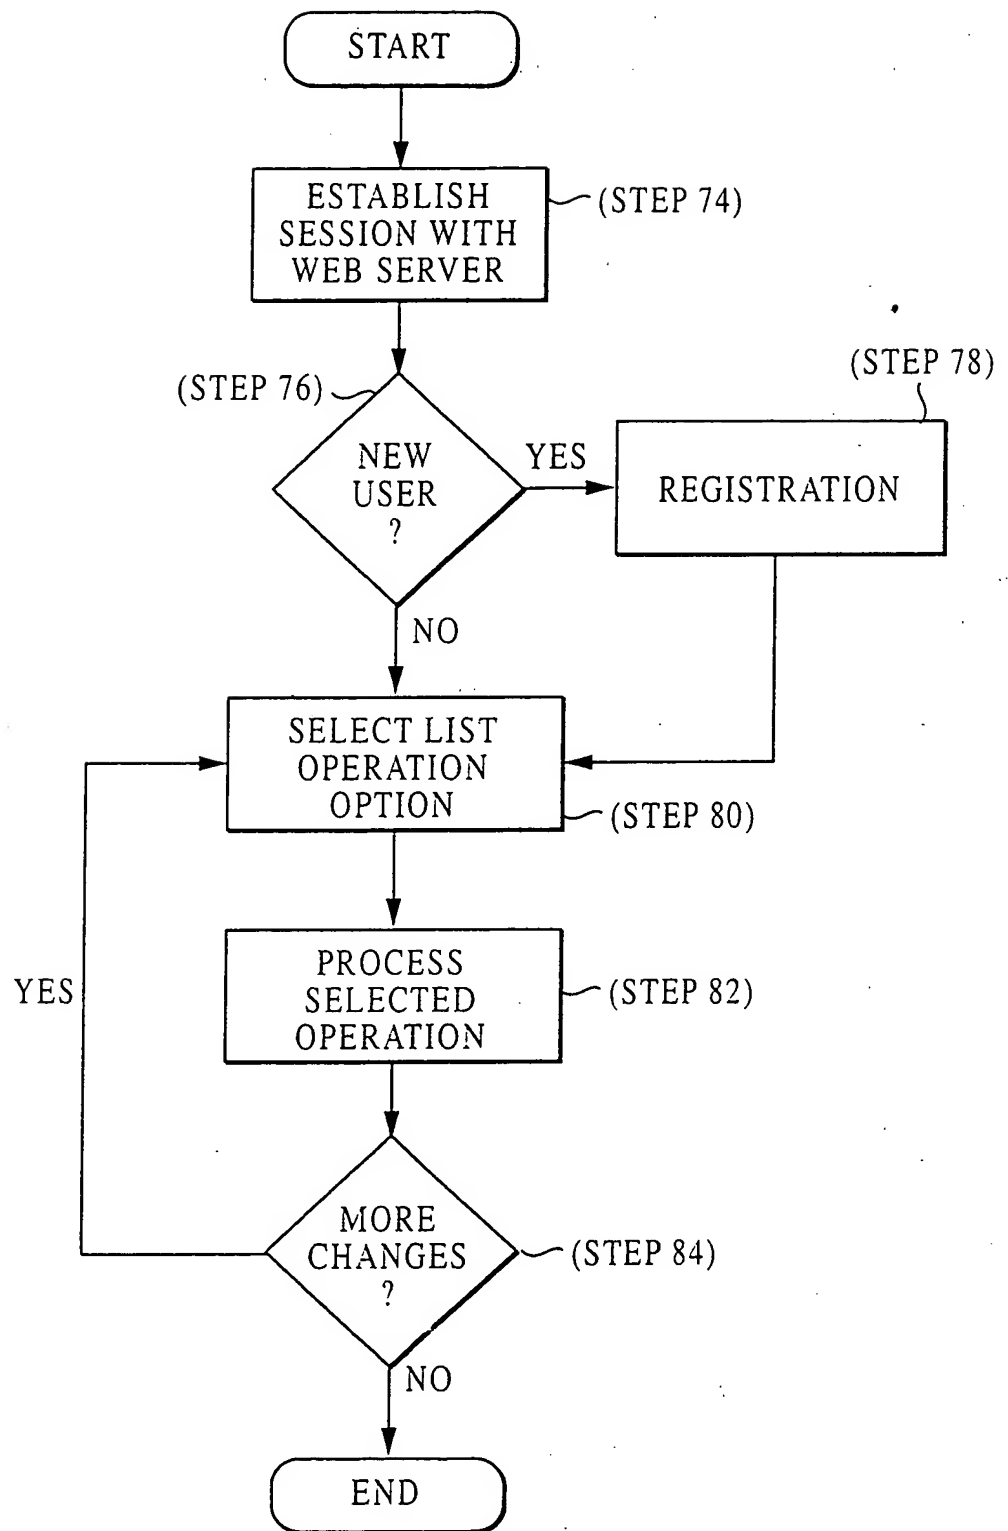 START
ESTABLISH
SESSION WITH
WEB SERVER
(STEP 74)
(STEP 76)
NEW
USER
?
YES
(STEP 78)
REGISTRATION
NO
SELECT LIST
OPERATION
OPTION
(STEP 80)
YES
PROCESS
SELECTED
OPERATION
(STEP 82)
MORE
CHANGES
?
(STEP 84)
NO
END